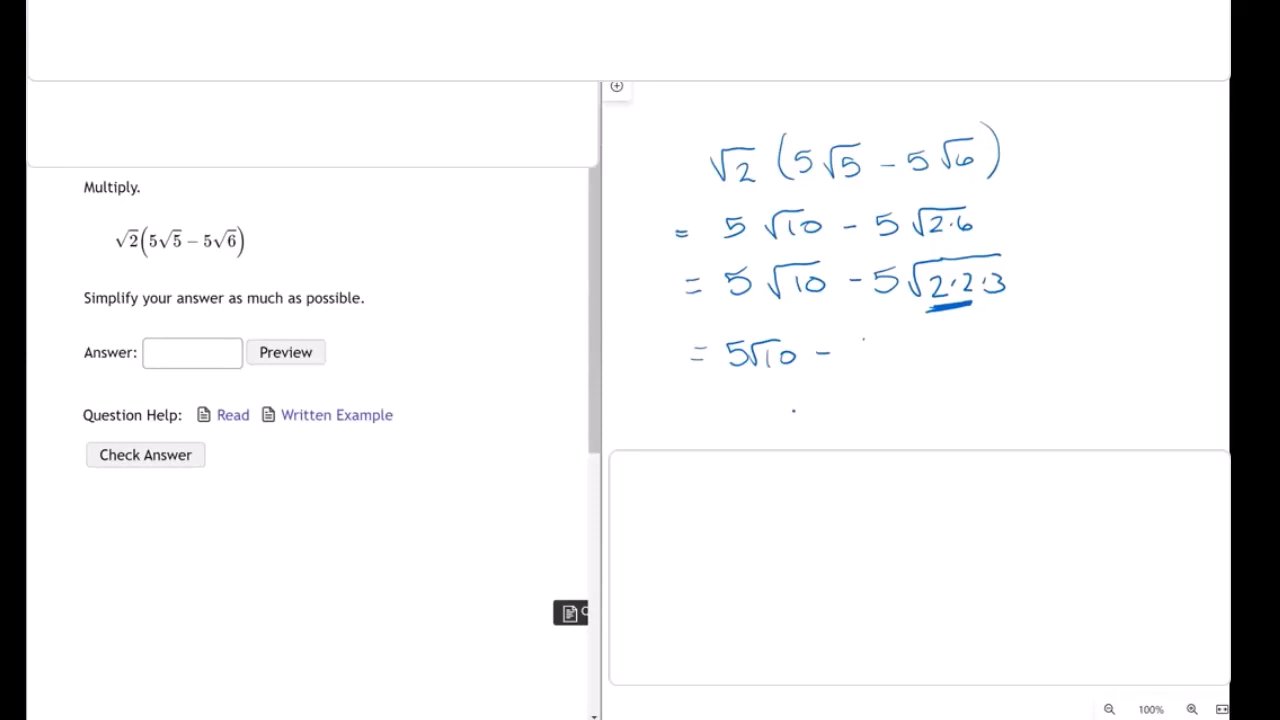 Multiply.
√2(5√5 − 5√6)
Simplify your answer as much as possible.
Answer:
Preview
Question Help: Read Written Example
Check Answer
√2 (5√5 − 5√6)
= 5√10 − 5√2·6
= 5√10 − 5√2·2·3
= 5√10 −
100%